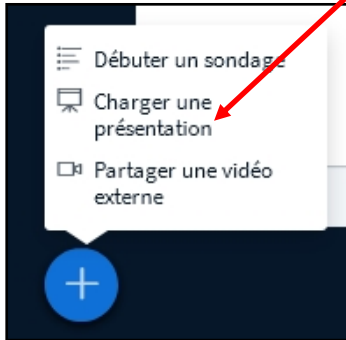 Débuter un sondage
Charger une
présentation
Partager une vidéo
externe